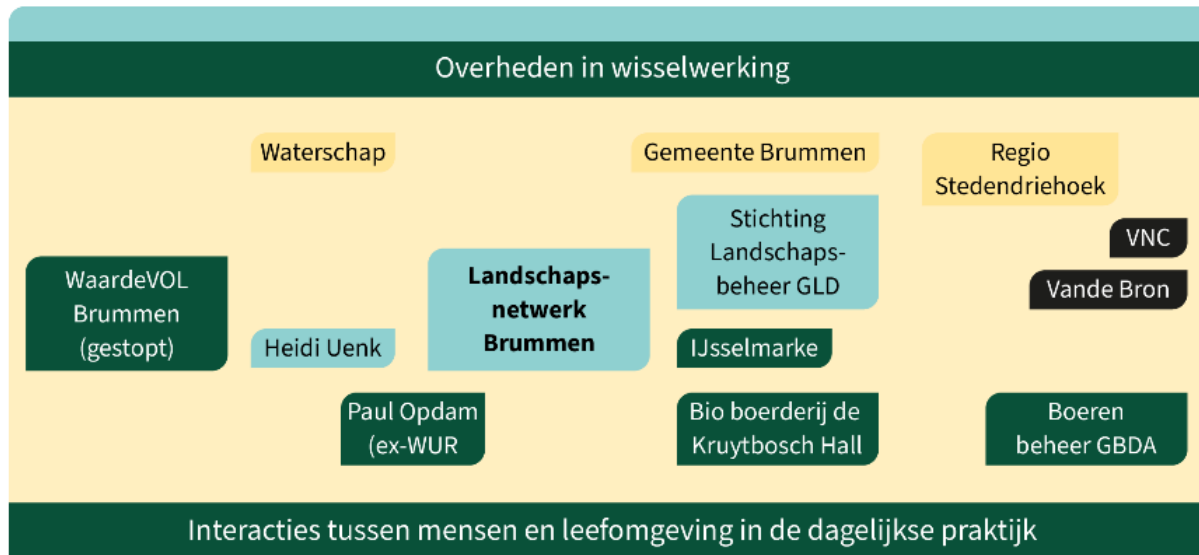 Overheden in wisselwerking
Waterschap
Gemeente Brummen
Regio
Stedendriehoek
Stichting
Landschaps-
beheer GLD
VNC
Vande Bron
WaardeVOL
Brummen
(gestopt)
Landschaps-
netwerk
Brummen
Heidi Uenk
IJsselmarke
Paul Opdam
(ex-WUR
Bio boerderij de
Kruytbosch Hall
Boeren
beheer GBDA
Interacties tussen mensen en leefomgeving in de dagelijkse praktijk